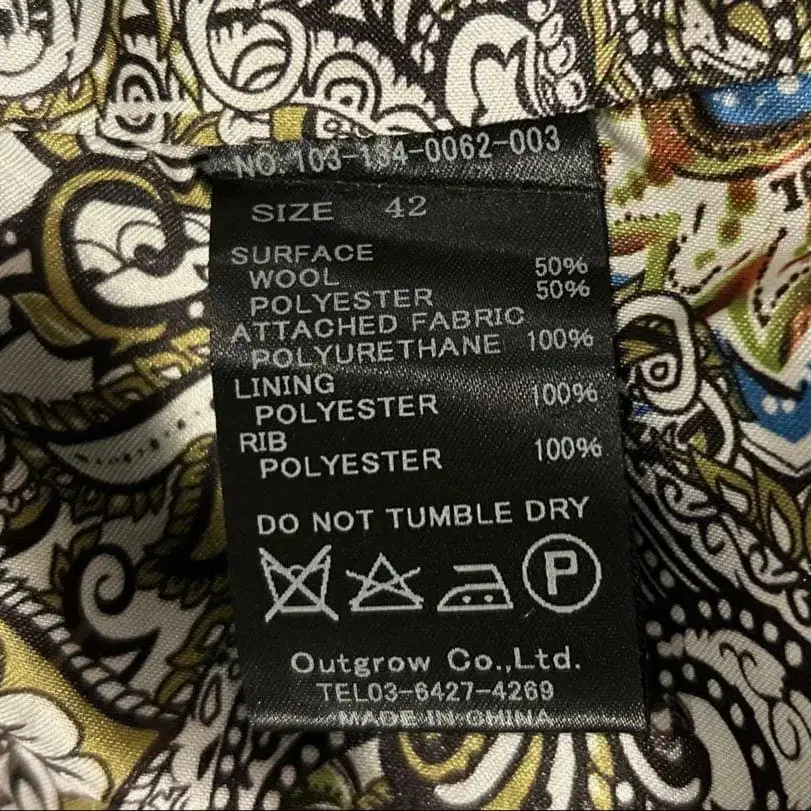 NO. 103-134-0062-003
SIZE 42
SURFACE
WOOL 50%
POLYESTER 50%
ATTACHED FABRIC
POLYURETHANE 100%
LINING
POLYESTER 100%
RIB
POLYESTER 100%
DO NOT TUMBLE DRY
P
Outgrow Co.,Ltd.
TEL03-6427-4269
MADE IN CHINA